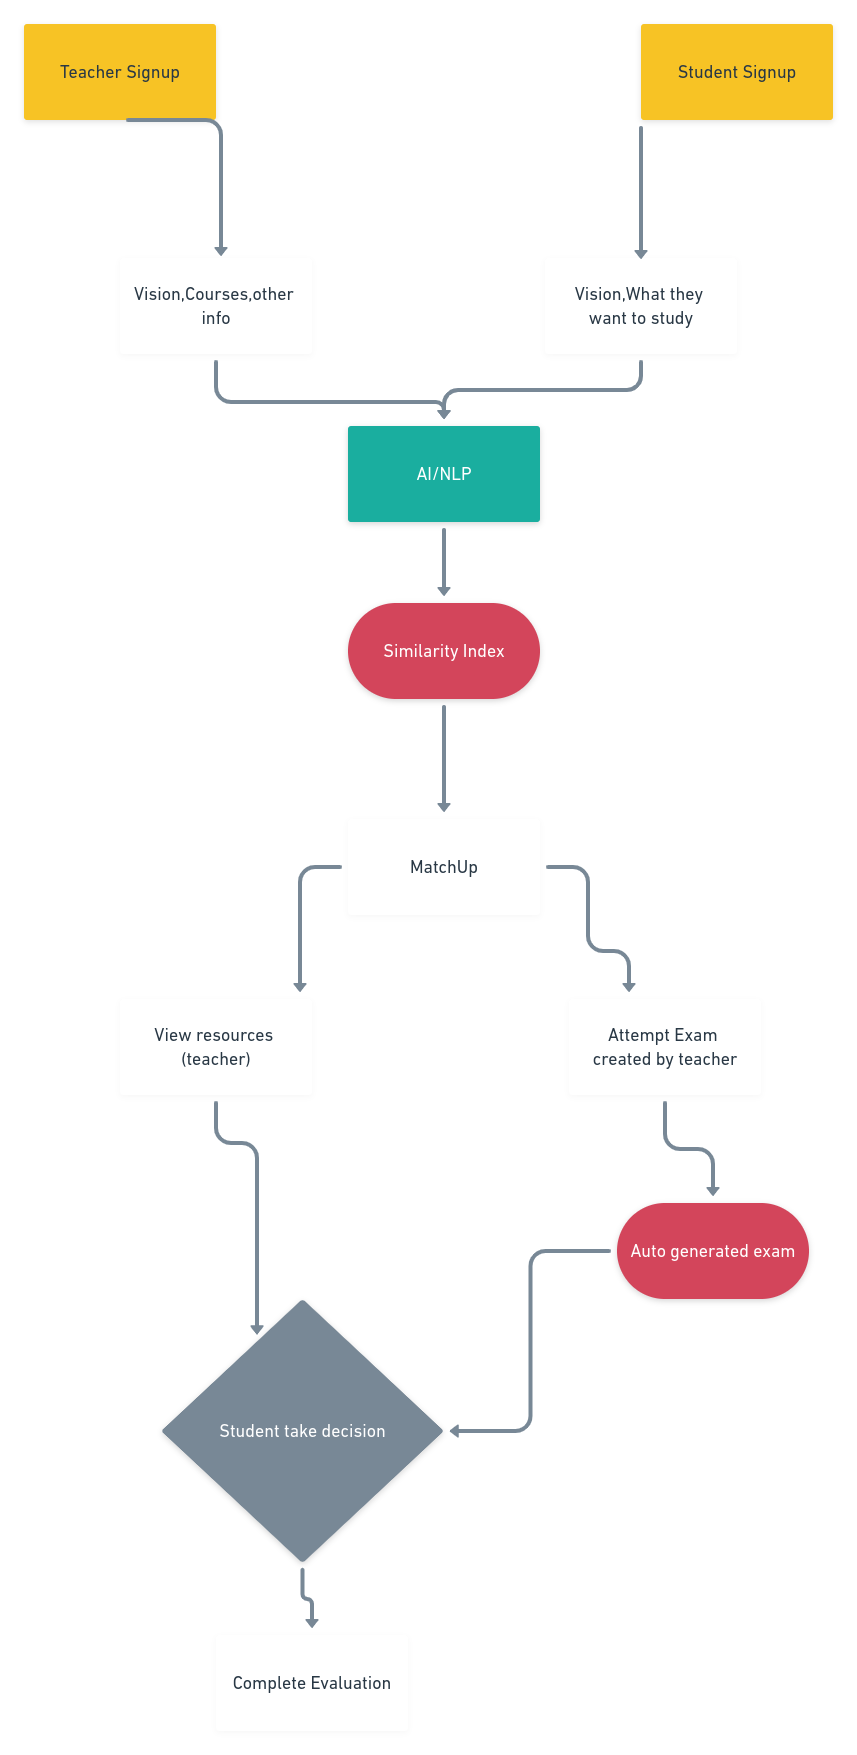 Teacher Signup
Student Signup
Vision,Courses,other
info
Vision,What they
want to study
AI/NLP
Similarity Index
MatchUp
View resources
(teacher)
Attempt Exam
created by teacher
Auto generated exam
Student take decision
Complete Evaluation